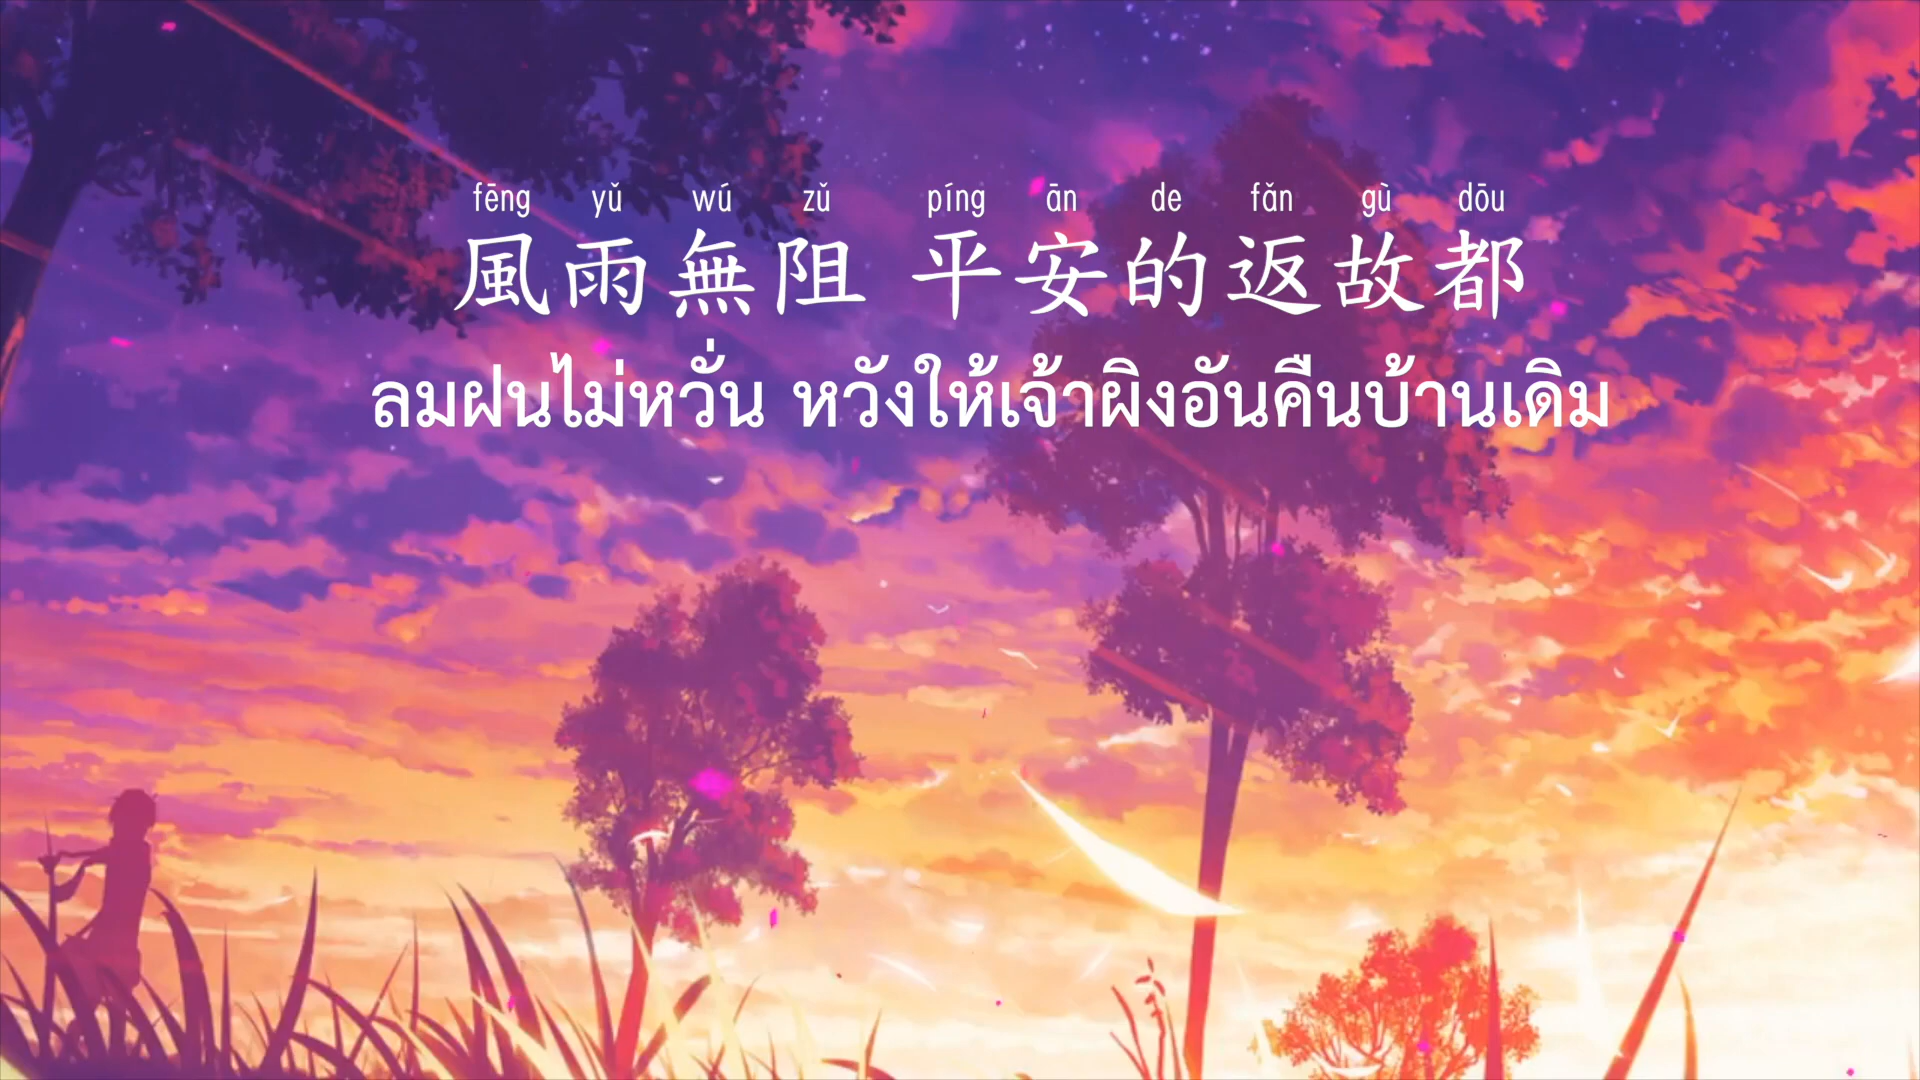 fēng yǔ wú zǔ píng ān de fǎn gù dōu
風雨無阻 平安的返故都
ลมฝนไม่หวั่น หวังให้เจ้าผิงอันคืนบ้านเดิม